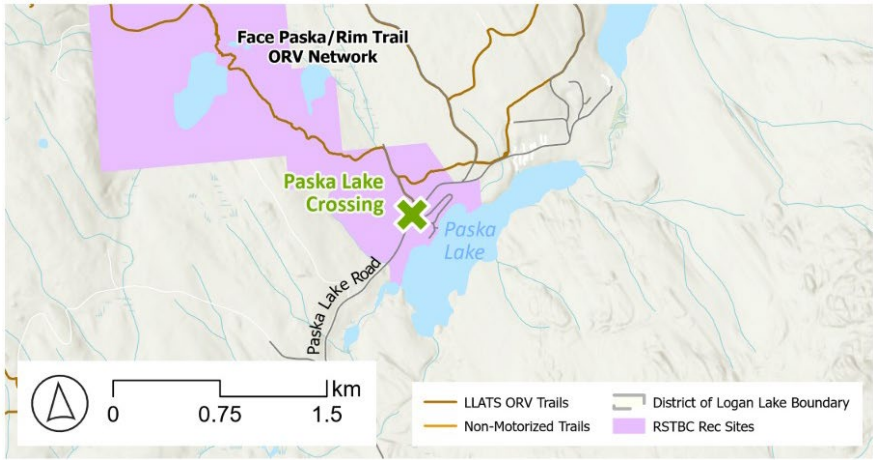 Face Paska/Rim Trail
ORV Network
Paska Lake
Crossing
Paska
Lake
Paska Lake Road
km
0 0.75 1.5
LLATS ORV Trails
Non-Motorized Trails
District of Logan Lake Boundary
RSTBC Rec Sites